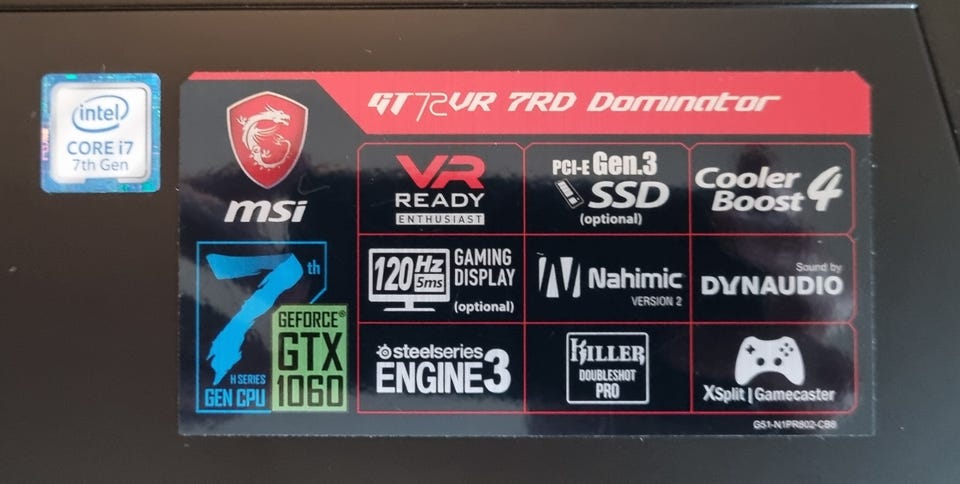 intel
CORE i7
7th Gen
msi
GT72VR 7RD Dominator
VR
READY
ENTHUSIAST
PCI-E Gen.3
SSD
(optional)
Cooler
Boost 4
120Hz
5ms
GAMING
DISPLAY
(optional)
Nahimic
VERSION 2
Sound by
DYNAUDIO
steelseries
ENGINE3
KILLER
DOUBLESHOT
PRO
XSplit | Gamecaster
7th
H SERIES
GEN CPU
GEFORCE®
GTX
1060
G51-N1PR802-CB8